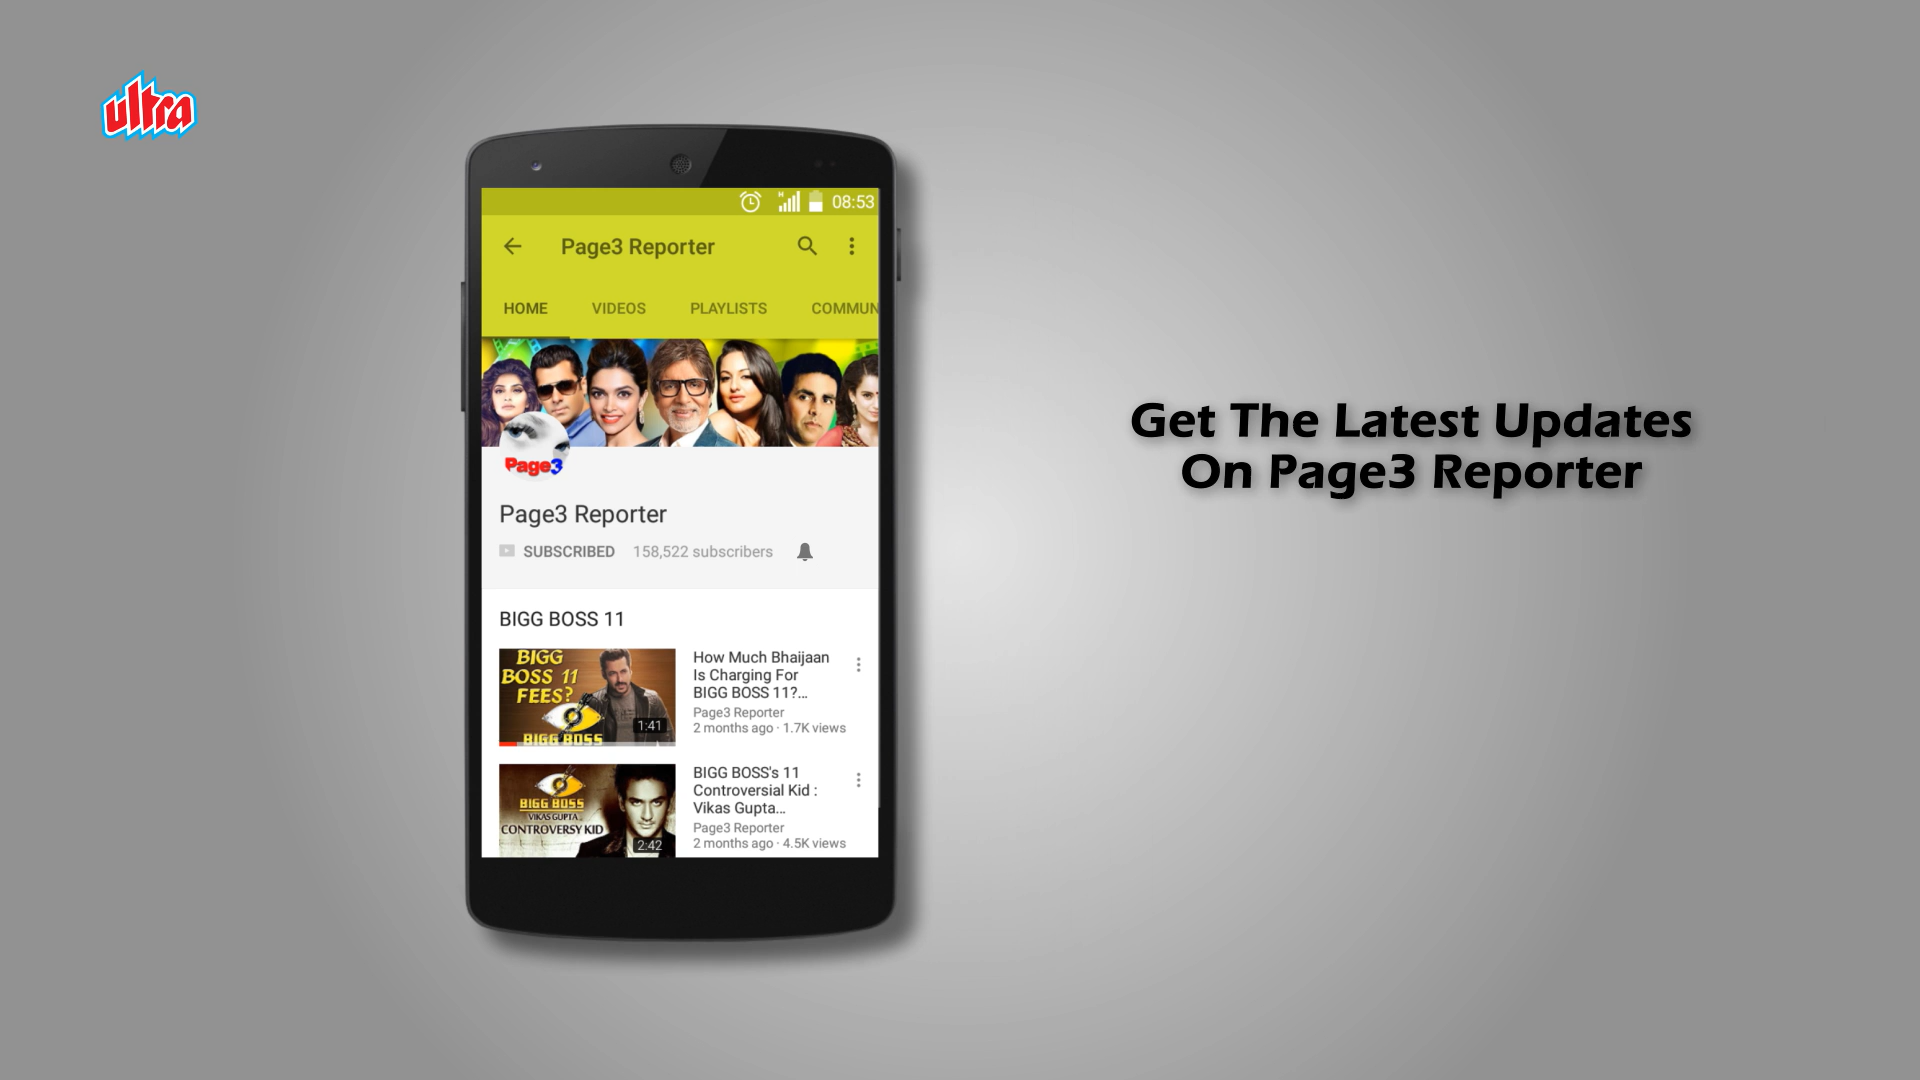 ultra
08:53
Page3 Reporter
HOME VIDEOS PLAYLISTS COMMUN
Page3
Page3 Reporter
SUBSCRIBED 158,522 subscribers
BIGG BOSS 11
BIGG
BOSS 11
FEES?
1:41
BIGG BOSS
How Much Bhaijaan
Is Charging For
BIGG BOSS 11?...
Page3 Reporter
2 months ago · 1.7K views
BIGG BOSS
VIKAS GUPTA
CONTROVERSY KID
2:42
BIGG BOSS's 11
Controversial Kid :
Vikas Gupta...
Page3 Reporter
2 months ago · 4.5K views
Get The Latest Updates
On Page3 Reporter